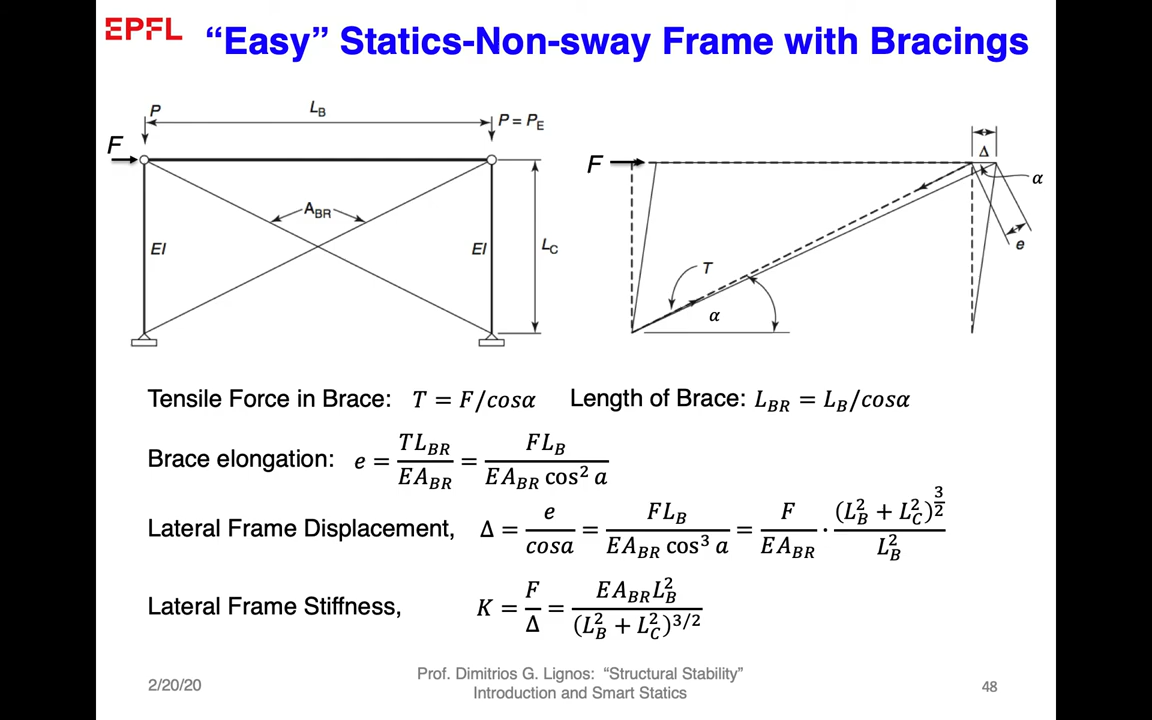 EPFL
“Easy” Statics-Non-sway Frame with Bracings
P
L_B
P = P_E
F
A_BR
EI
EI
L_C
F
Δ
α
e
T
α
Tensile Force in Brace: T = F/cosα Length of Brace: L_BR = L_B/cosα
Brace elongation: e = TL_BR/EA_BR = FL_B/EA_BR cos² a
Lateral Frame Displacement, Δ = e/cosa = FL_B/EA_BR cos³ a = F/EA_BR · (L_B² + L_C²)^(3/2)/L_B²
Lateral Frame Stiffness, K = F/Δ = EA_BR L_B²/(L_B² + L_C²)^3/2
2/20/20
Prof. Dimitrios G. Lignos: “Structural Stability”
Introduction and Smart Statics
48